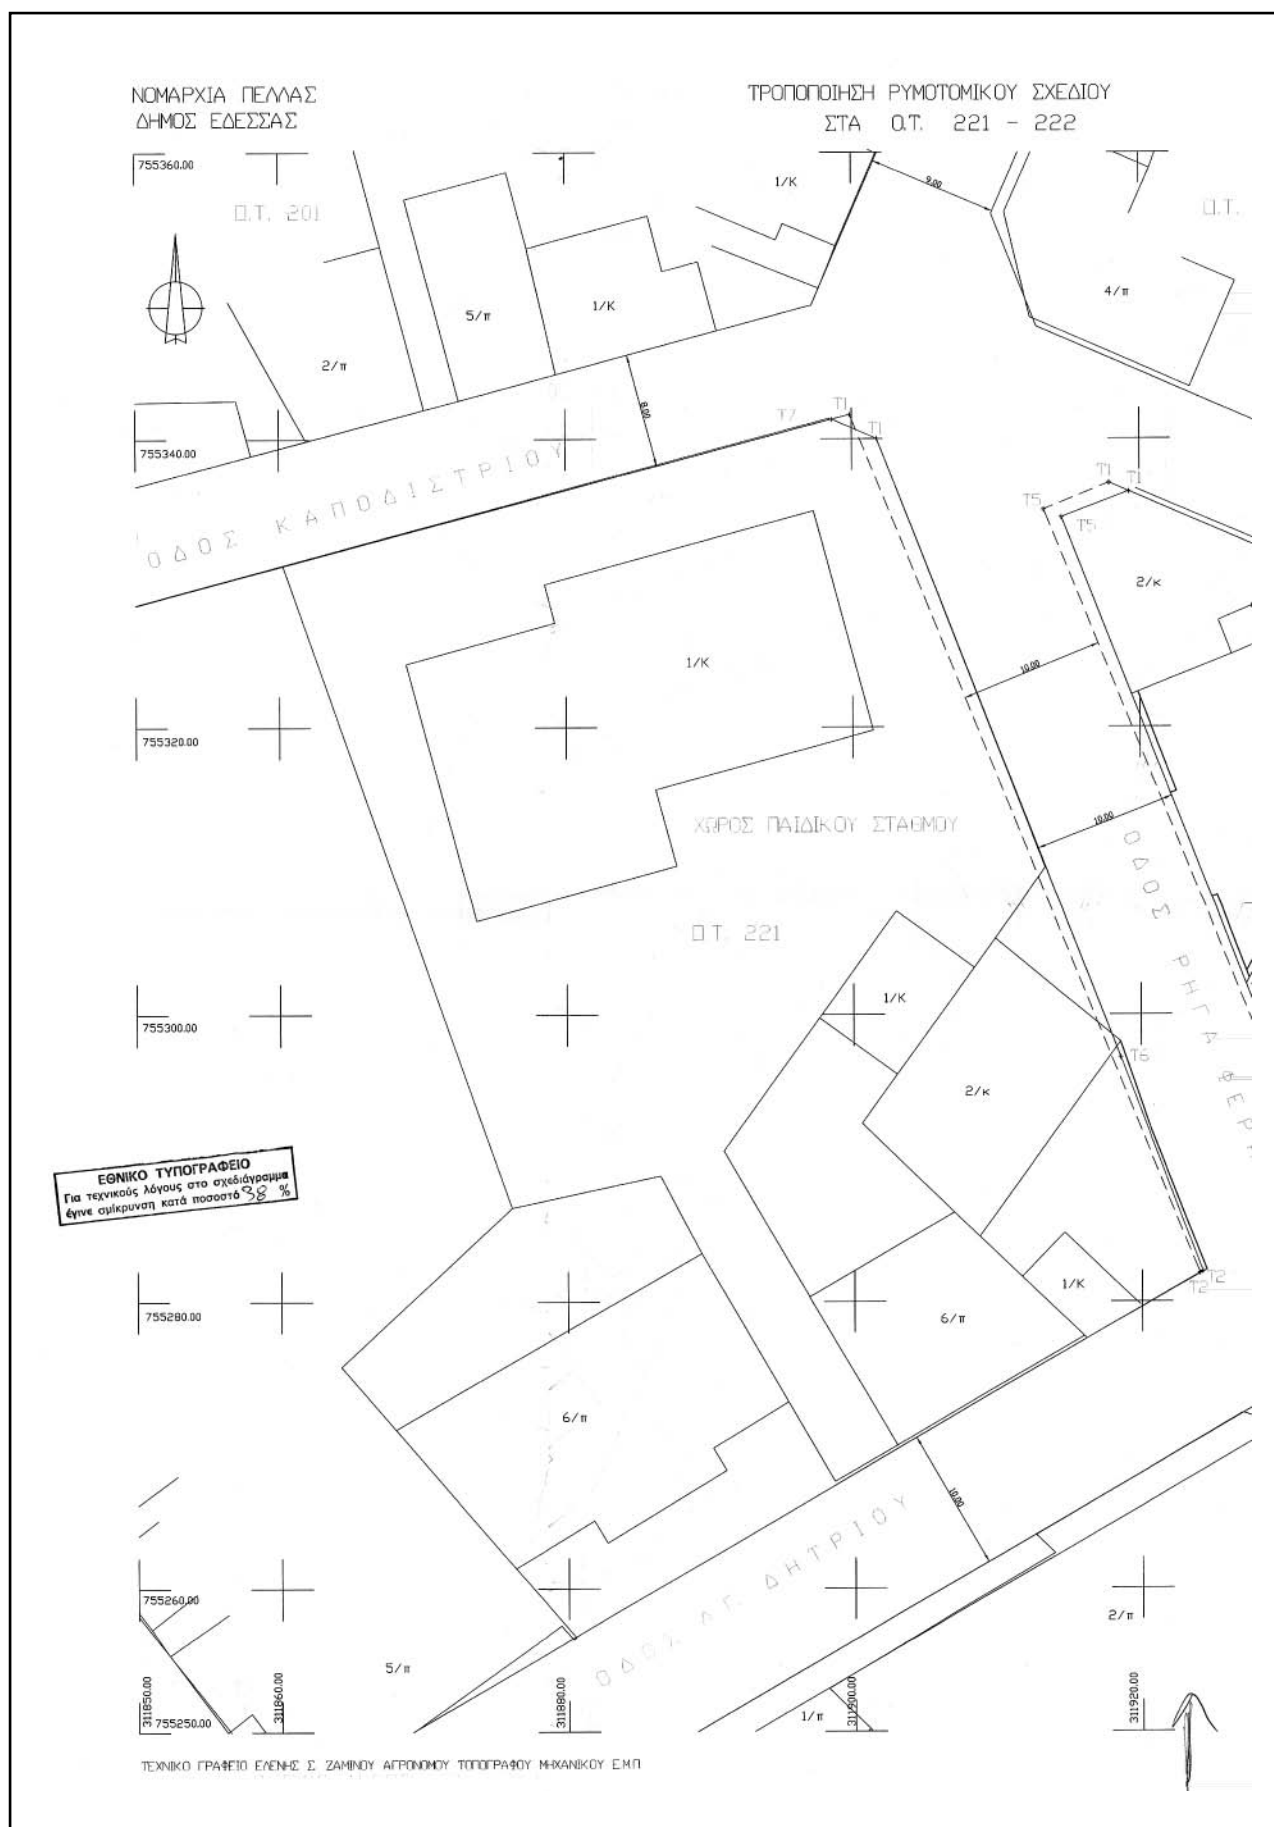 ΝΟΜΑΡΧΙΑ ΠΕΛΛΑΣ
ΔΗΜΟΣ ΕΔΕΣΣΑΣ
ΤΡΟΠΟΠΟΙΗΣΗ ΡΥΜΟΤΟΜΙΚΟΥ ΣΧΕΔΙΟΥ
ΣΤΑ Ο.Τ. 221 - 222
755360.00
1/Κ
9.00
Ο.Τ. 201
Ο.Τ.
4/π
5/π
1/Κ
2/π
8.00
Τ7
Τ1
Τ1
755340.00
ΟΔΟΣ ΚΑΠΟΔΙΣΤΡΙΟΥ
Τ1
Τ1
Τ5
Τ5
2/κ
1/Κ
10.00
755320.00
ΧΩΡΟΣ ΠΑΙΔΙΚΟΥ ΣΤΑΘΜΟΥ
10.00
Ο.Τ. 221
ΟΔΟΣ ΡΗΓΑ ΦΕΡ
1/Κ
755300.00
Τ6
2/κ
ΕΘΝΙΚΟ ΤΥΠΟΓΡΑΦΕΙΟ
Για τεχνικούς λόγους στο σχεδιάγραμμα
έγινε σμίκρυνση κατά ποσοστό 38 %
Τ2
Τ2
1/Κ
755280.00
6/π
6/π
10.00
ΟΔΟΣ ΑΓ. ΔΗΤΡΙΟΥ
755260.00
2/π
5/π
311850.00
311860.00
311880.00
311900.00
311920.00
1/π
755250.00
ΤΕΧΝΙΚΟ ΓΡΑΦΕΙΟ ΕΛΕΝΗΣ Σ ΖΑΜΙΝΟΥ ΑΓΡΟΝΟΜΟΥ ΤΟΠΟΓΡΑΦΟΥ ΜΗΧΑΝΙΚΟΥ Ε.Μ.Π